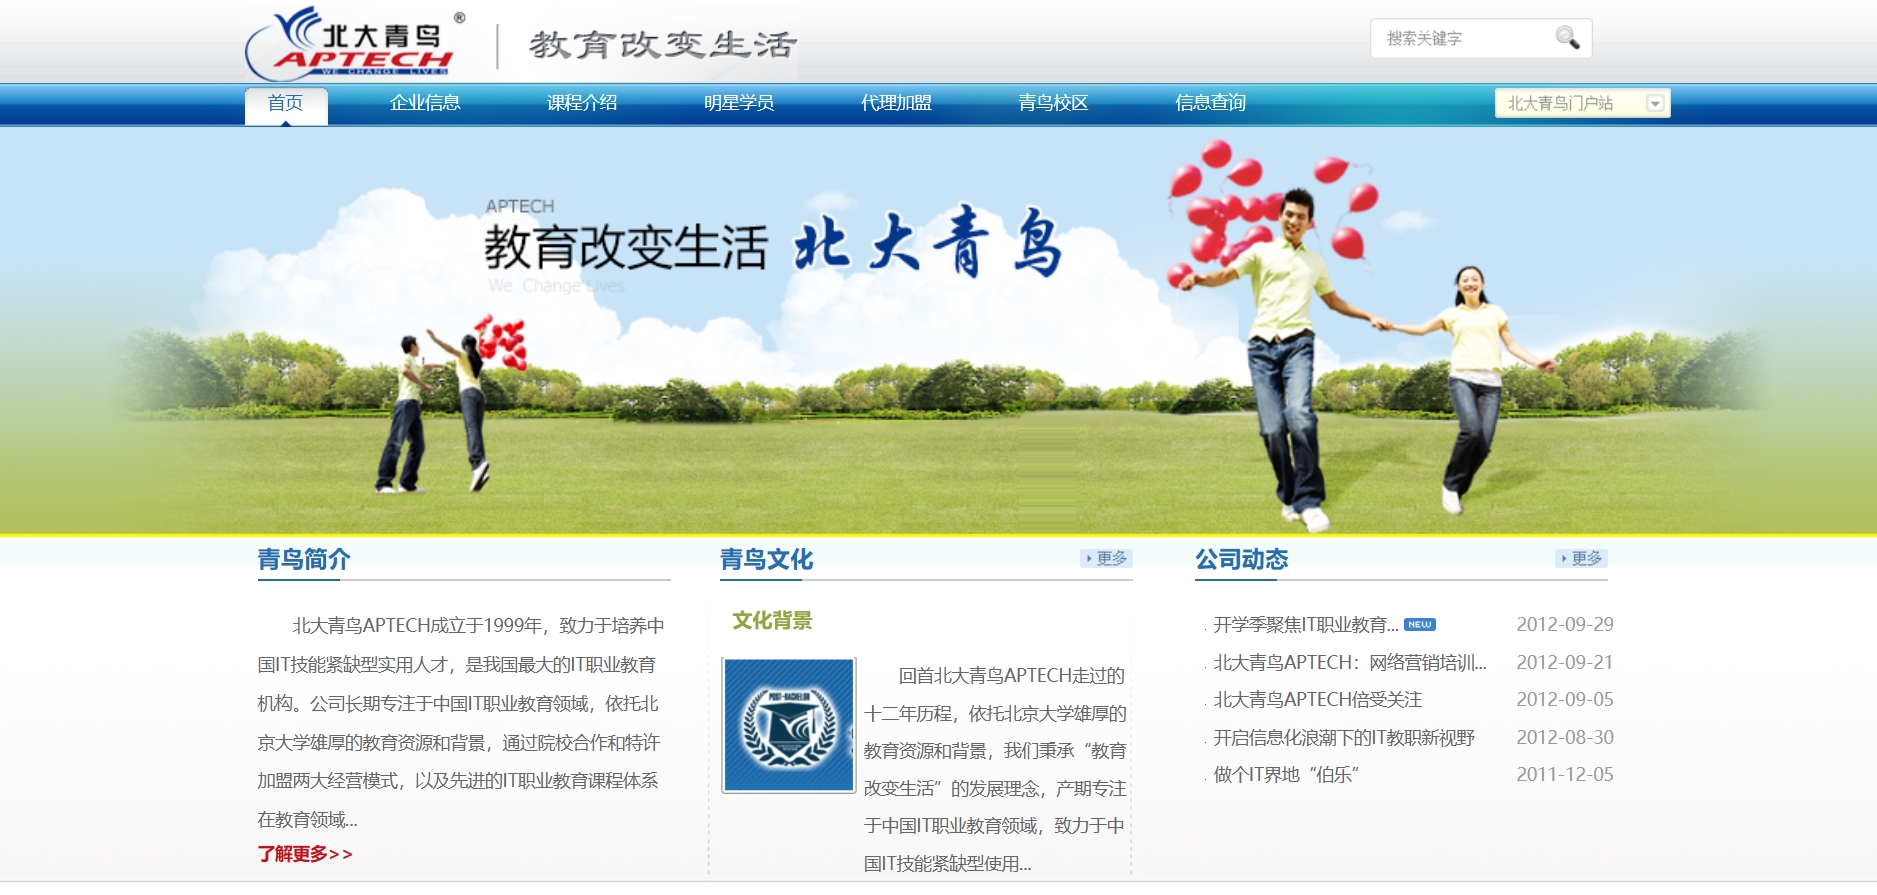 北大青鸟®
APTECH
WE CHANGE LIVES
教育改变生活
搜索关键字
首页 企业信息 课程介绍 明星学员 代理加盟 青鸟校区 信息查询 北大青鸟门户站
APTECH
教育改变生活 北大青鸟
We Change Lives
青鸟简介
北大青鸟APTECH成立于1999年，致力于培养中
国IT技能紧缺型实用人才，是我国最大的IT职业教育
机构。公司长期专注于中国IT职业教育领域，依托北
京大学雄厚的教育资源和背景，通过院校合作和特许
加盟两大经营模式，以及先进的IT职业教育课程体系
在教育领域...
了解更多>>
青鸟文化 更多
文化背景
POST-BACHELOR
回首北大青鸟APTECH走过的
十二年历程，依托北京大学雄厚的
教育资源和背景，我们秉承“教育
改变生活”的发展理念，产期专注
于中国IT职业教育领域，致力于中
国IT技能紧缺型使用...
公司动态 更多
. 开学季聚焦IT职业教育... NEW 2012-09-29
. 北大青鸟APTECH：网络营销培训... 2012-09-21
. 北大青鸟APTECH倍受关注 2012-09-05
. 开启信息化浪潮下的IT教职新视野 2012-08-30
. 做个IT界地“伯乐” 2011-12-05